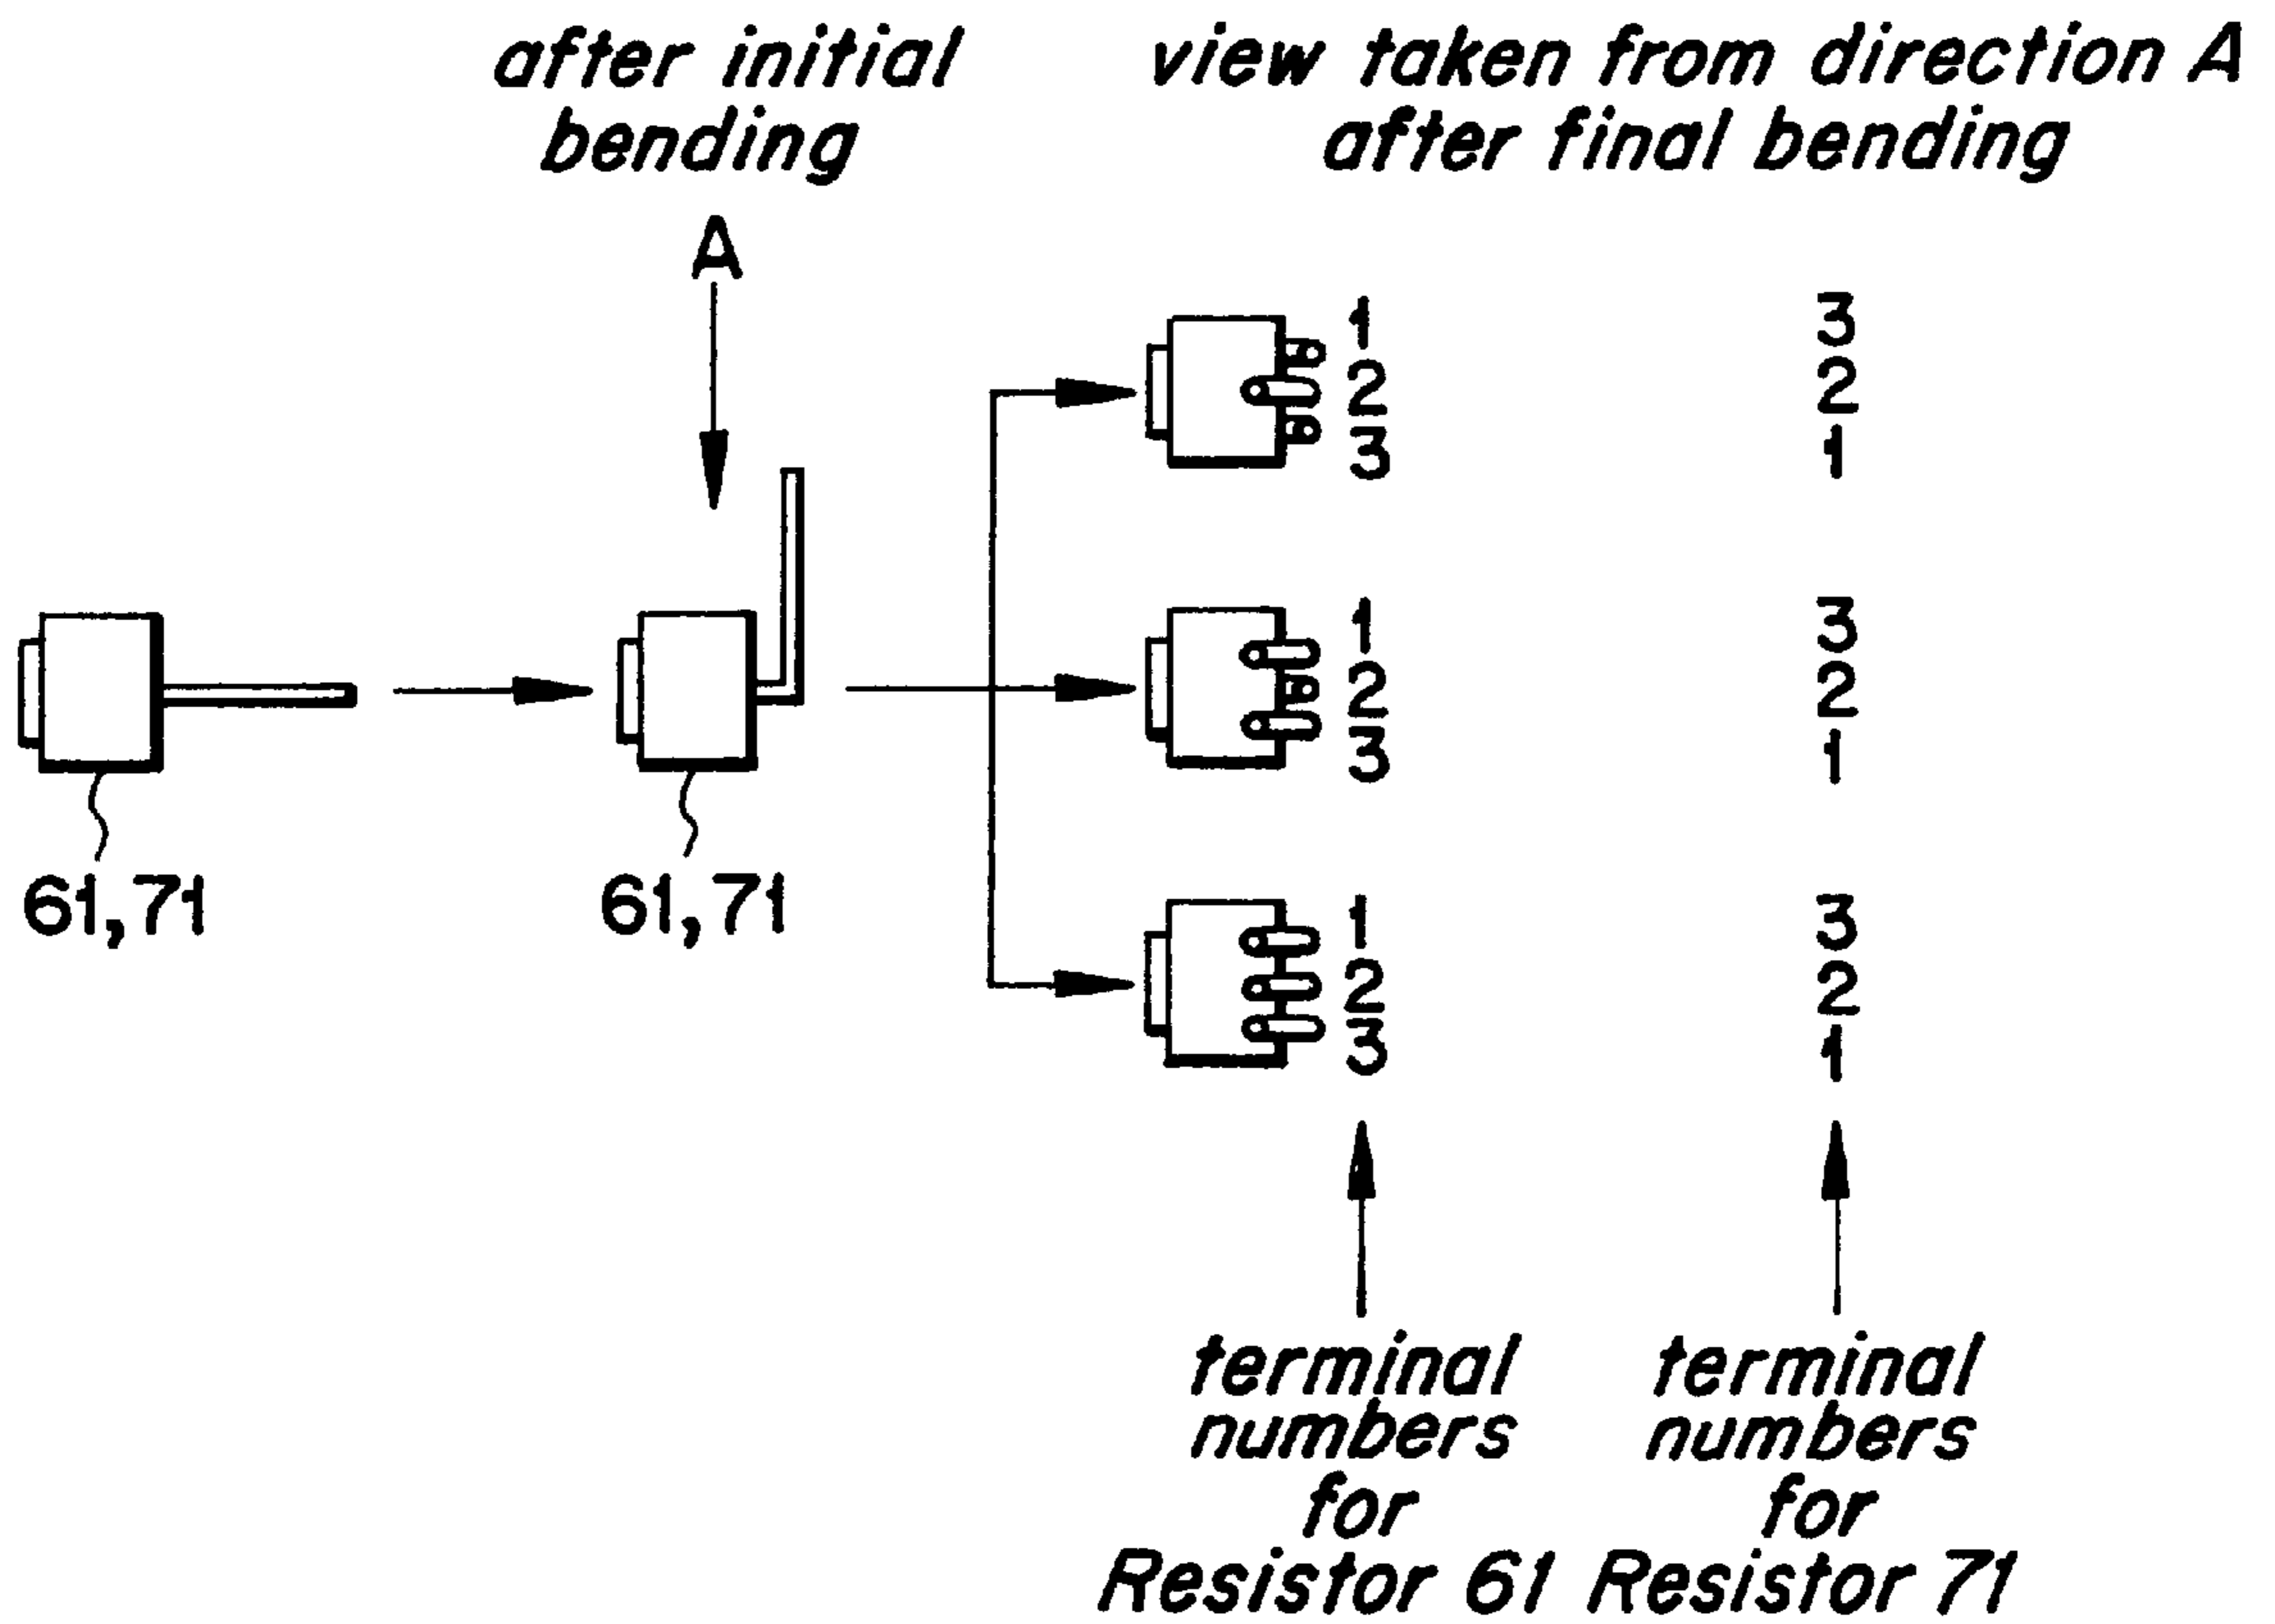 after initial
bending
view taken from direction A
after final bending
A
1
2
3
3
2
1
1
2
3
3
2
1
1
2
3
3
2
1
61,71
61,71
terminal
numbers
for
Resistor 61
terminal
numbers
for
Resistor 71